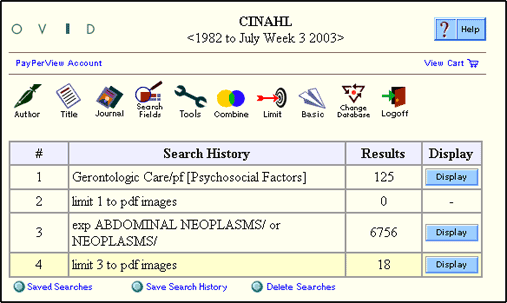 O V I D
CINAHL
<1982 to July Week 3 2003>
? Help
PayPerView Account
View Cart
Author Title Journal Search Fields Tools Combine Limit Basic Change Database Logoff
# Search History Results Display
1 Gerontologic Care/pf [Psychosocial Factors] 125 Display
2 limit 1 to pdf images 0 -
3 exp ABDOMINAL NEOPLASMS/ or
NEOPLASMS/ 6756 Display
4 limit 3 to pdf images 18 Display
Saved Searches Save Search History Delete Searches